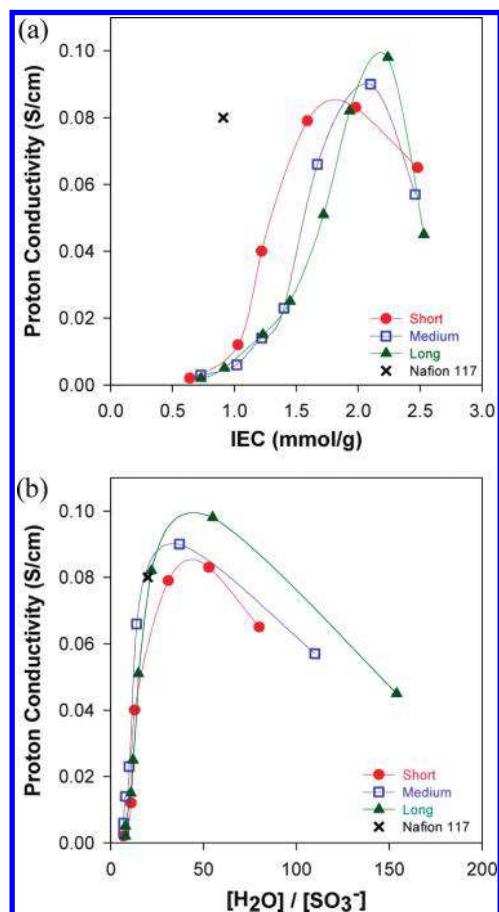 (a)
Proton Conductivity (S/cm)
0.10
0.08
0.06
0.04
0.02
0.00
Short
Medium
Long
Nafion 117
0.0 0.5 1.0 1.5 2.0 2.5 3.0
IEC (mmol/g)
(b)
Proton Conductivity (S/cm)
0.10
0.08
0.06
0.04
0.02
0.00
Short
Medium
Long
Nafion 117
0 50 100 150 200
[H₂O] / [SO₃⁻]